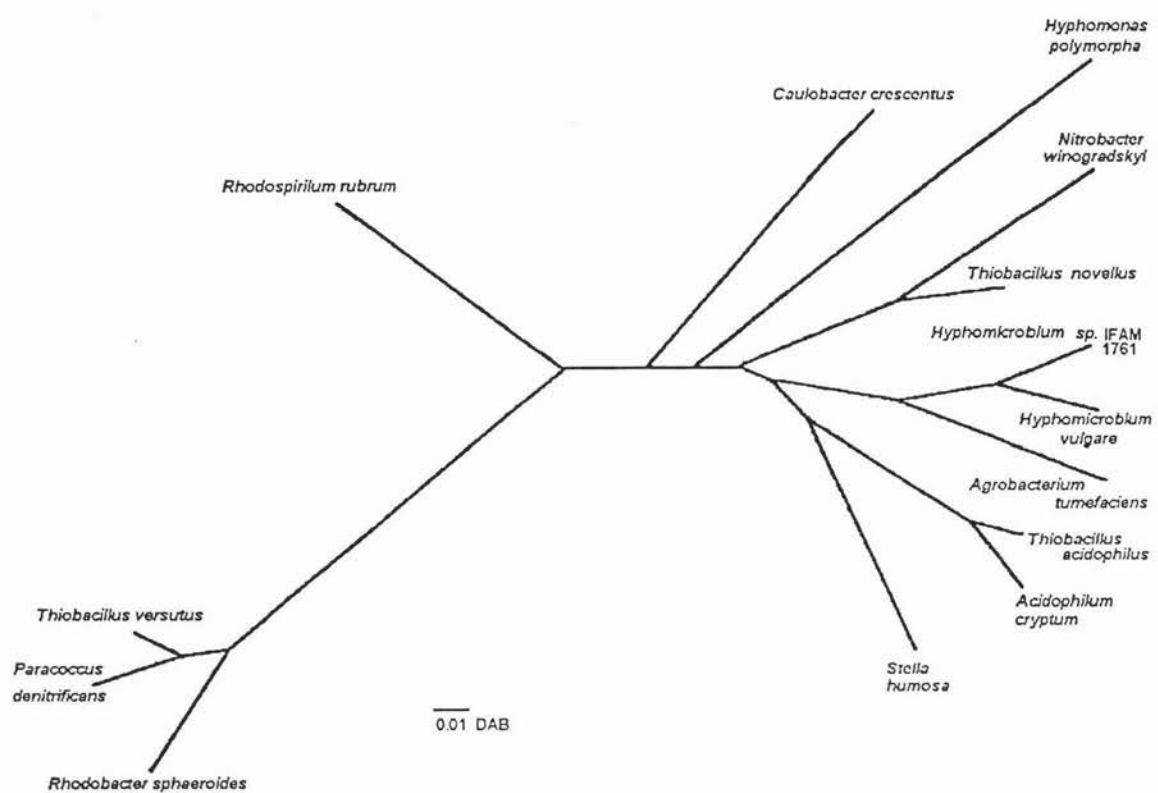 Hyphomonas
polymorpha
Caulobacter crescentus
Nitrobacter
winogradskyi
Rhodospirilum rubrum
Thiobacillus novellus
Hyphomicrobium sp. IFAM
1761
Hyphomicrobium
vulgare
Agrobacterium
tumefaciens
Thiobacillus
acidophilus
Acidophilum
cryptum
Thiobacillus versutus
Paracoccus
denitrificans
Stella
humosa
0.01 DAB
Rhodobacter sphaeroides